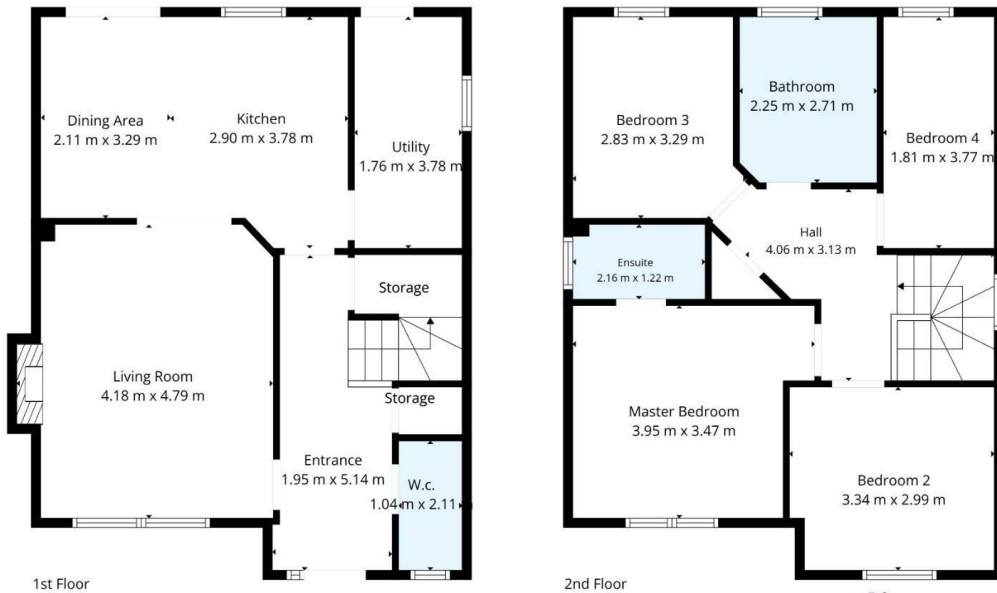 Dining Area
2.11 m x 3.29 m
Kitchen
2.90 m x 3.78 m
Utility
1.76 m x 3.78 m
Storage
Living Room
4.18 m x 4.79 m
Storage
Entrance
1.95 m x 5.14 m
W.c.
1.04 m x 2.11 m
1st Floor
Bedroom 3
2.83 m x 3.29 m
Bathroom
2.25 m x 2.71 m
Bedroom 4
1.81 m x 3.77 m
Hall
4.06 m x 3.13 m
Ensuite
2.16 m x 1.22 m
Master Bedroom
3.95 m x 3.47 m
Bedroom 2
3.34 m x 2.99 m
2nd Floor